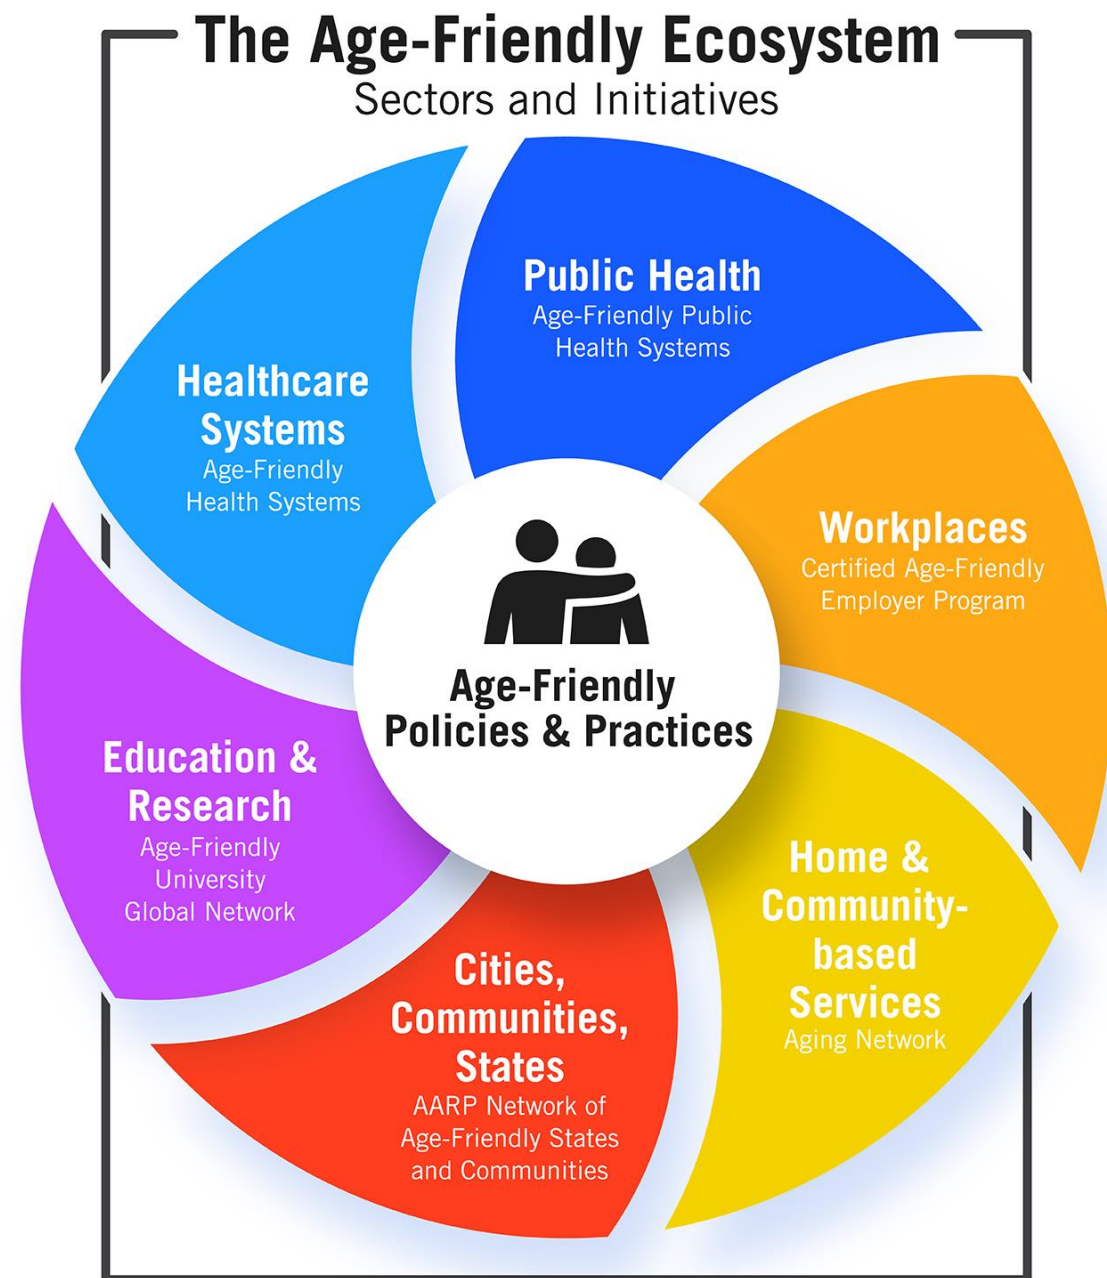 The Age-Friendly Ecosystem
Sectors and Initiatives
Public Health
Age-Friendly Public
Health Systems
Healthcare
Systems
Age-Friendly
Health Systems
Workplaces
Certified Age-Friendly
Employer Program
Age-Friendly
Policies & Practices
Education &
Research
Age-Friendly
University
Global Network
Home &
Community-
based
Services
Aging Network
Cities,
Communities,
States
AARP Network of
Age-Friendly States
and Communities